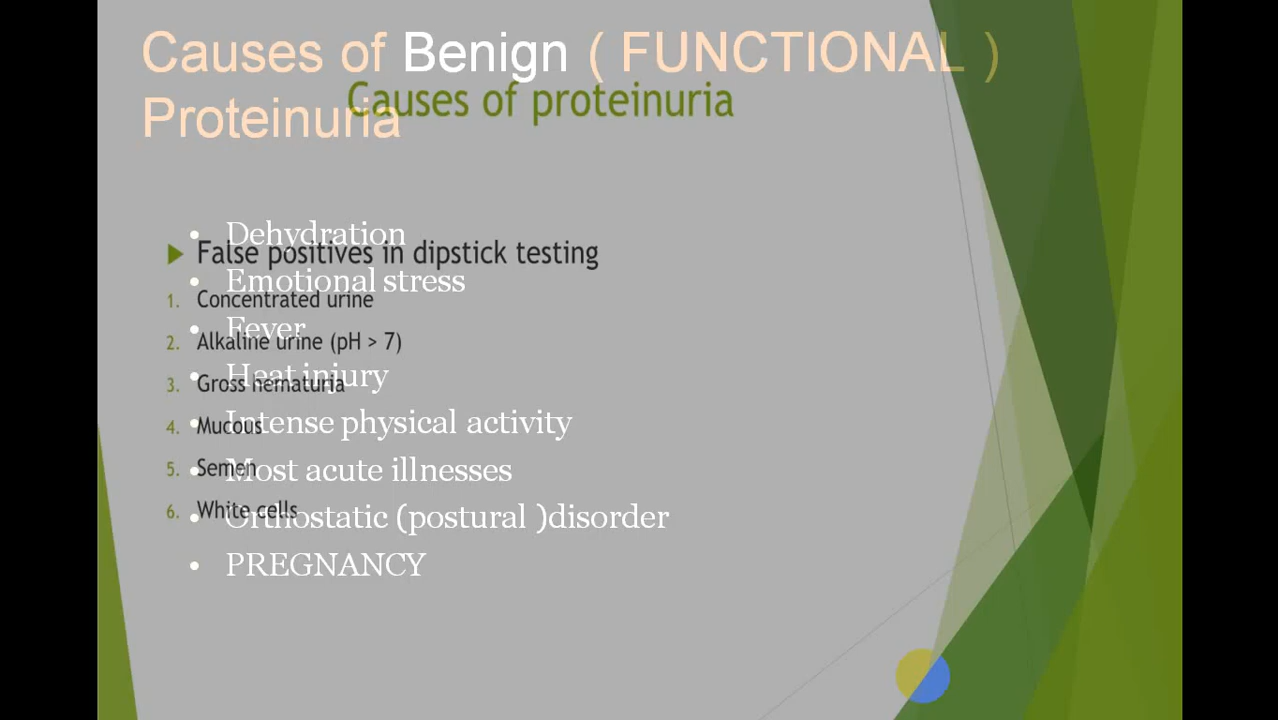 Causes of Benign ( FUNCTIONAL )
Proteinuria
• Dehydration
• Emotional stress
• Fever
• Heat injury
• Intense physical activity
• Most acute illnesses
• Orthostatic (postural )disorder
• PREGNANCY
Causes of proteinuria
False positives in dipstick testing
1. Concentrated urine
2. Alkaline urine (pH > 7)
3. Gross hematuria
4. Mucous
5. Semen
6. White cells